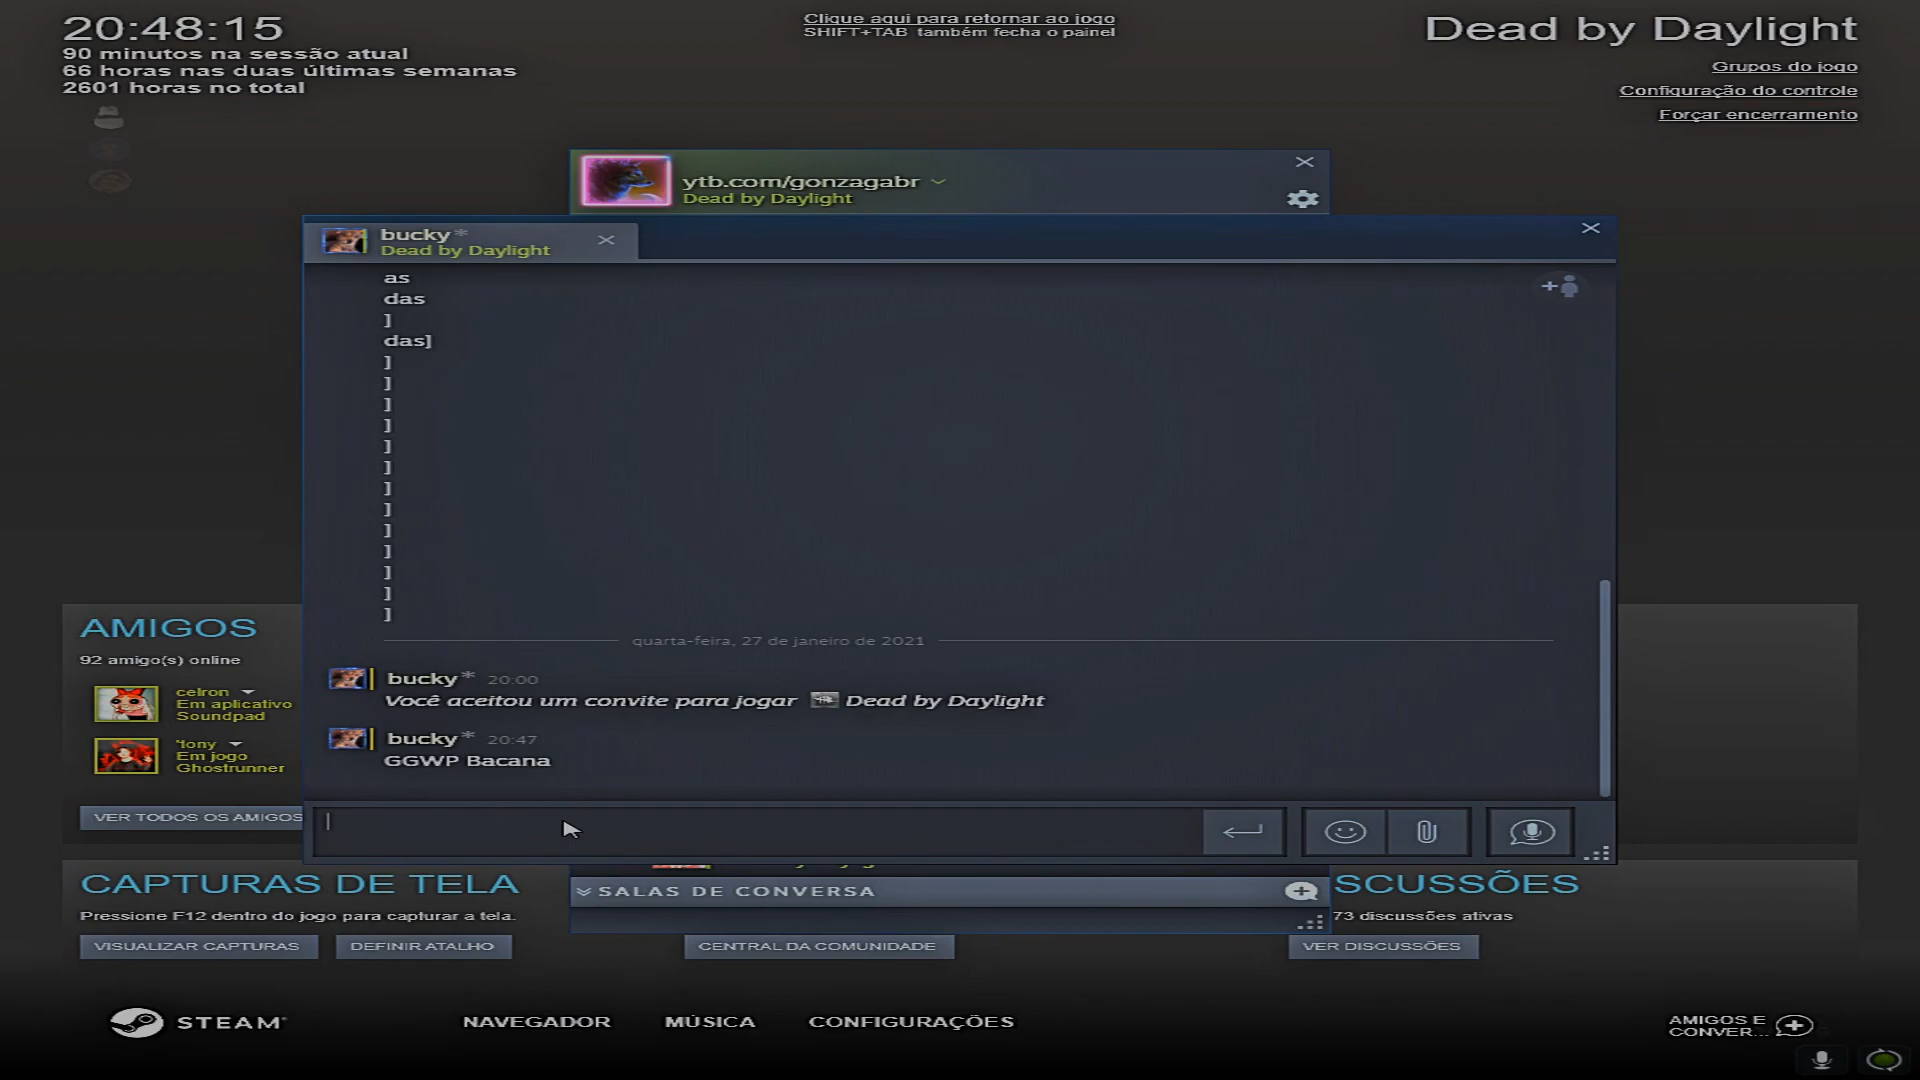 20:48:15
90 minutos na sessão atual
66 horas nas duas últimas semanas
2601 horas no total
Clique aqui para retornar ao jogo
SHIFT+TAB também fecha o painel
Dead by Daylight
Grupos do jogo
Configuração do controle
Forçar encerramento
ytb.com/gonzagabr
Dead by Daylight
bucky*
Dead by Daylight
as
das
]
das]
]
]
]
]
]
]
]
]
]
]
]
]
]
quarta-feira, 27 de janeiro de 2021
bucky* 20:00
Você aceitou um convite para jogar Dead by Daylight
bucky* 20:47
GGWP Bacana
AMIGOS
92 amigo(s) online
celron
Em aplicativo
Soundpad
Em jogo
Ghostrunner
VER TODOS OS AMIGOS
SALAS DE CONVERSA
CAPTURAS DE TELA
Pressione F12 dentro do jogo para capturar a tela.
VISUALIZAR CAPTURAS
DEFINIR ATALHO
CENTRAL DA COMUNIDADE
SCUSSÕES
73 discussões ativas
VER DISCUSSÕES
STEAM
NAVEGADOR
MÚSICA
CONFIGURAÇÕES
AMIGOS E
CONVER...